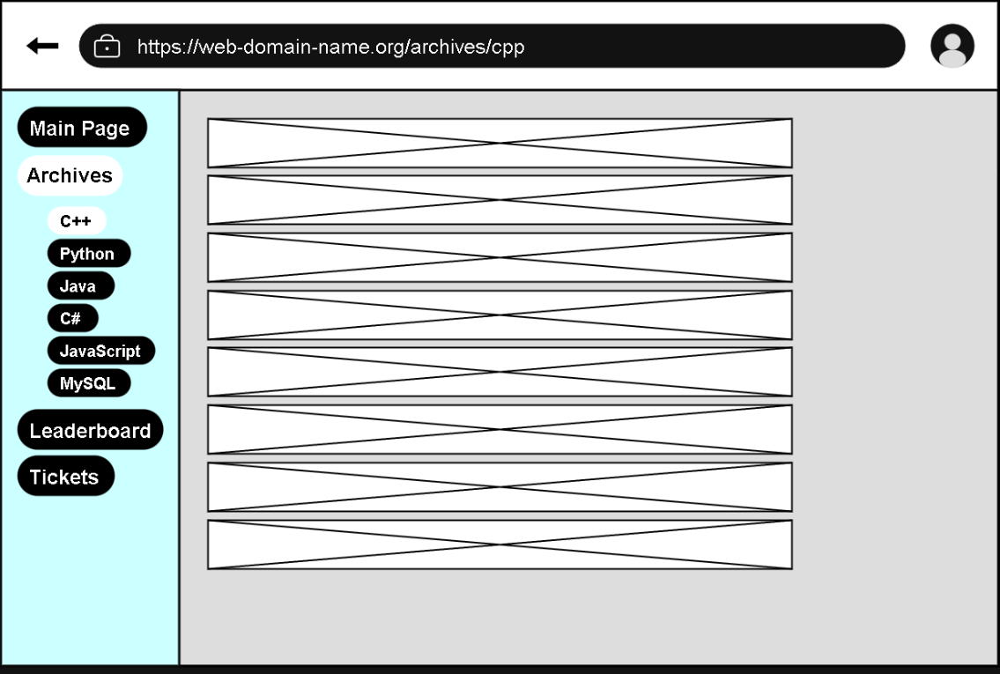 https://web-domain-name.org/archives/cpp
Main Page
Archives
C++
Python
Java
C#
JavaScript
MySQL
Leaderboard
Tickets